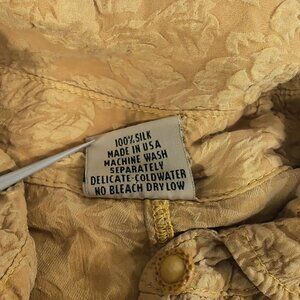 100% SILK
MADE IN USA
MACHINE WASH
SEPARATELY
DELICATE-COLDWATER
NO BLEACH DRY LOW